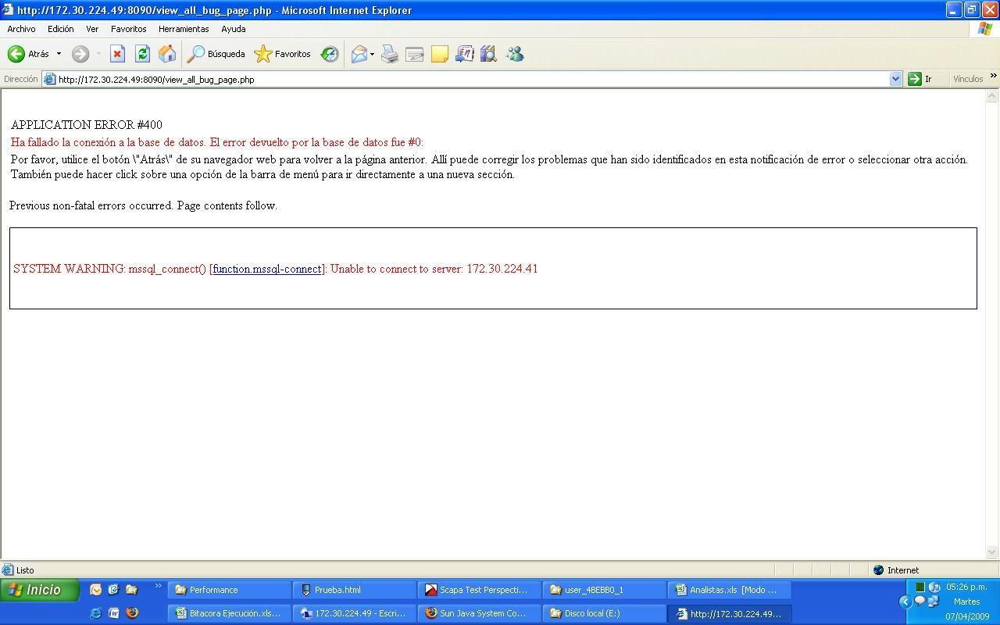 http://172.30.224.49:8090/view_all_bug_page.php - Microsoft Internet Explorer
Archivo Edición Ver Favoritos Herramientas Ayuda
Atrás Búsqueda Favoritos
Dirección http://172.30.224.49:8090/view_all_bug_page.php Ir Vínculos »
APPLICATION ERROR #400
Ha fallado la conexión a la base de datos. El error devuelto por la base de datos fue #0:
Por favor, utilice el botón \"Atrás\" de su navegador web para volver a la página anterior. Allí puede corregir los problemas que han sido identificados en esta notificación de error o seleccionar otra acción.
También puede hacer click sobre una opción de la barra de menú para ir directamente a una nueva sección.
Previous non-fatal errors occurred. Page contents follow.
SYSTEM WARNING: mssql_connect() [function.mssql-connect]: Unable to connect to server: 172.30.224.41
Listo Internet
Inicio » Performance Prueba.html Scapa Test Perspecti... user_4BEBB0_1 Analistas.xls [Modo ... 05:26 p.m.
Martes
Bitacora Ejecución.xls... 172.30.224.49 - Escri... Sun Java System Co... Disco local (E:) http://172.30.224.49... 07/04/2009